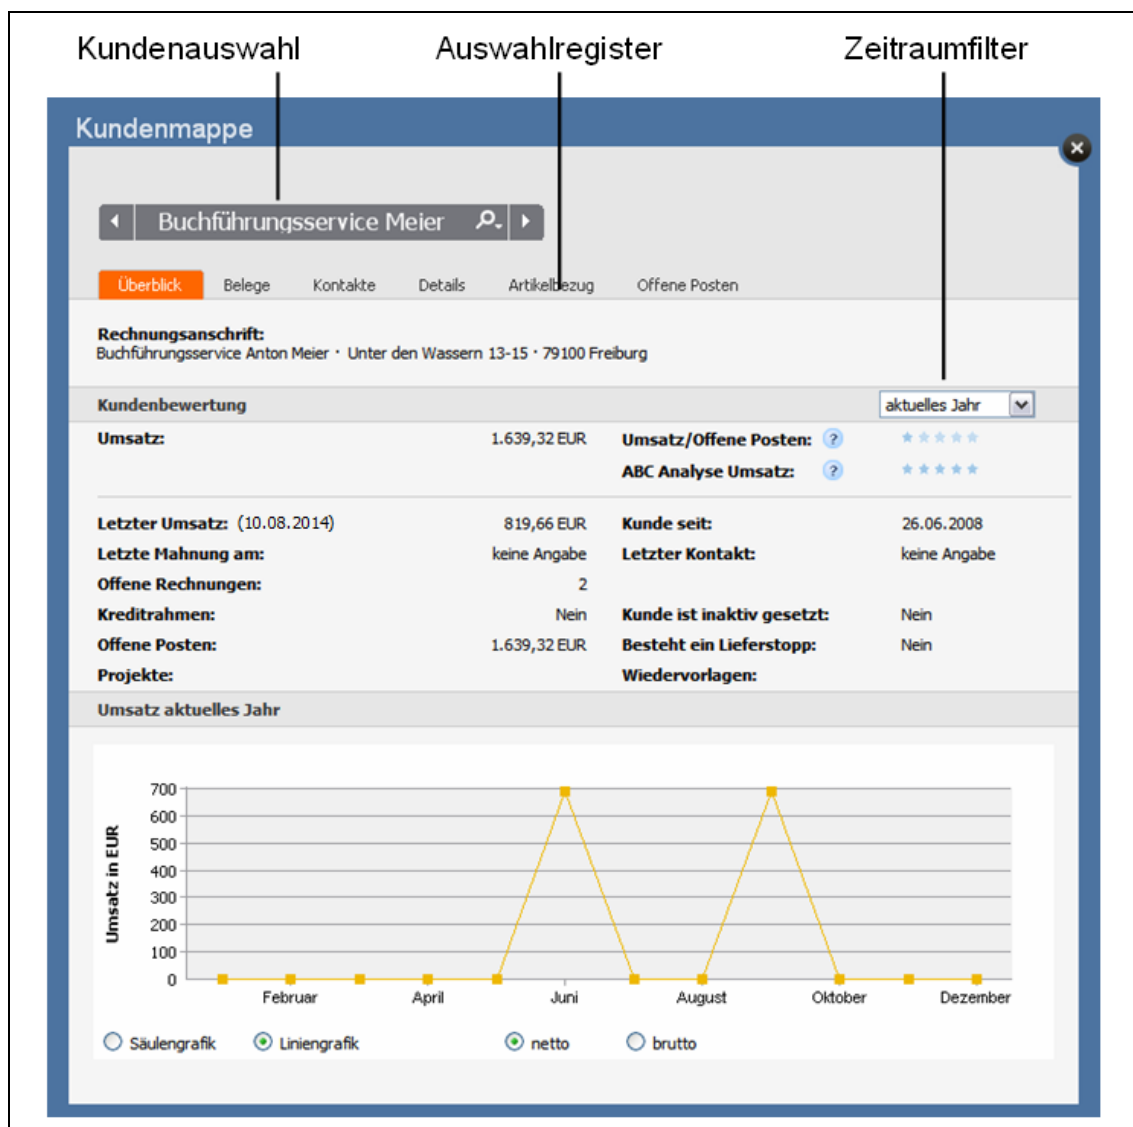 Kundenauswahl Auswahlregister Zeitraumfilter
Kundenmappe
Buchführungsservice Meier
Überblick Belege Kontakte Details Artikelbezug Offene Posten
Rechnungsanschrift:
Buchführungsservice Anton Meier · Unter den Wassern 13-15 · 79100 Freiburg
Kundenbewertung aktuelles Jahr
Umsatz: 1.639,32 EUR Umsatz/Offene Posten: ?
ABC Analyse Umsatz: ?
Letzter Umsatz: (10.08.2014) 819,66 EUR Kunde seit: 26.06.2008
Letzte Mahnung am: keine Angabe Letzter Kontakt: keine Angabe
Offene Rechnungen: 2
Kreditrahmen: Nein Kunde ist inaktiv gesetzt: Nein
Offene Posten: 1.639,32 EUR Besteht ein Lieferstopp: Nein
Projekte: Wiedervorlagen:
Umsatz aktuelles Jahr
Umsatz in EUR
700
600
500
400
300
200
100
0
Februar April Juni August Oktober Dezember
Säulengrafik Liniengrafik netto brutto